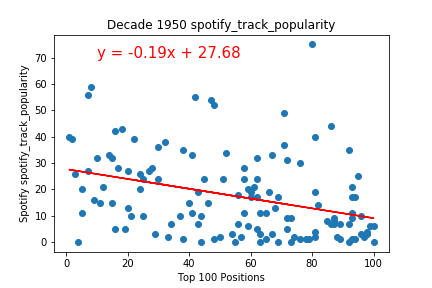 Decade 1950 spotify_track_popularity
y = -0.19x + 27.68
Spotify spotify_track_popularity
70
60
50
40
30
20
10
0
0 20 40 60 80 100
Top 100 Positions